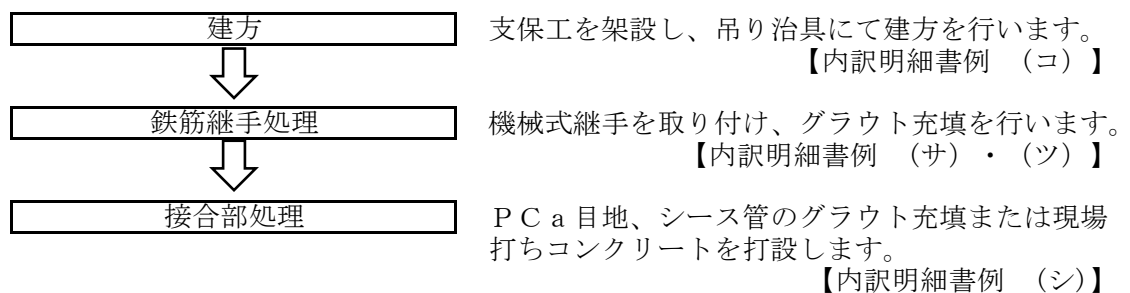 建方
支保工を架設し、吊り治具にて建方を行います。
【内訳明細書例　（コ）】
鉄筋継手処理
機械式継手を取り付け、グラウト充填を行います。
【内訳明細書例　（サ）・（ツ）】
接合部処理
ＰＣａ目地、シース管のグラウト充填または現場
打ちコンクリートを打設します。
【内訳明細書例　（シ）】